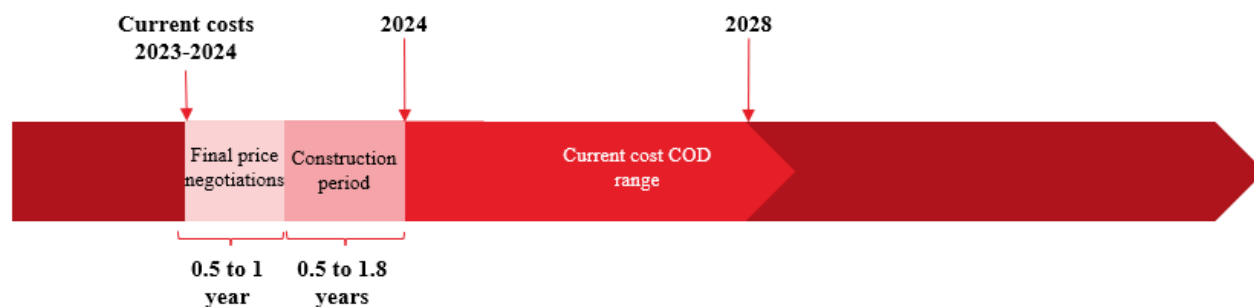 Current costs
2023-2024
2024
2028
Final price
negotiations
Construction
period
Current cost COD
range
0.5 to 1
year
0.5 to 1.8
years